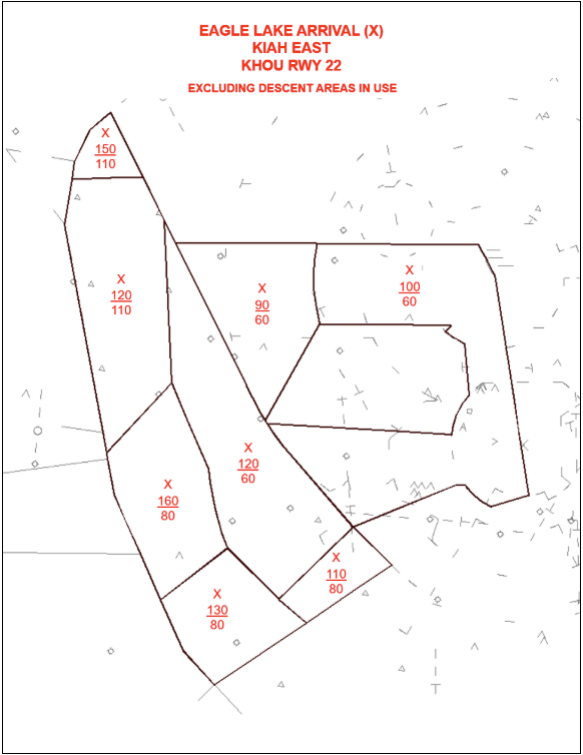 EAGLE LAKE ARRIVAL (X)
KIAH EAST
KHOU RWY 22
EXCLUDING DESCENT AREAS IN USE
X
150
110
X
120
110
X
90
60
X
100
60
X
120
60
X
160
80
X
110
80
X
130
80